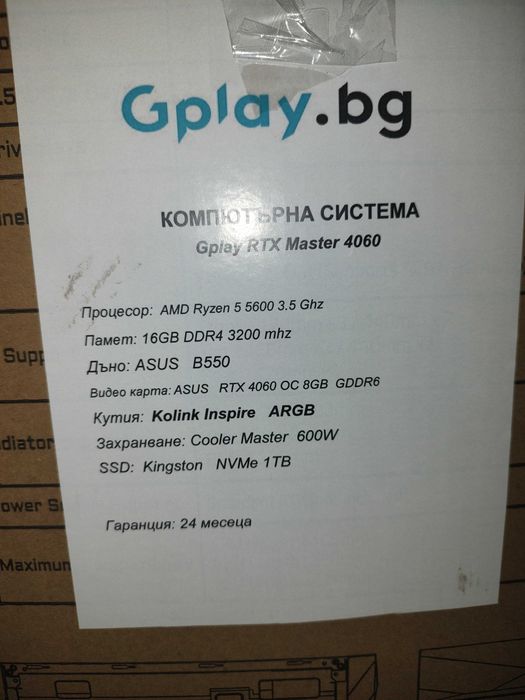 Gplay.bg
КОМПЮТЪРНА СИСТЕМА
Gplay RTX Master 4060
Процесор: AMD Ryzen 5 5600 3.5 Ghz
Памет: 16GB DDR4 3200 mhz
Дъно: ASUS B550
Видео карта: ASUS RTX 4060 OC 8GB GDDR6
Кутия: Kolink Inspire ARGB
Захранване: Cooler Master 600W
SSD: Kingston NVMe 1TB
Гаранция: 24 месеца